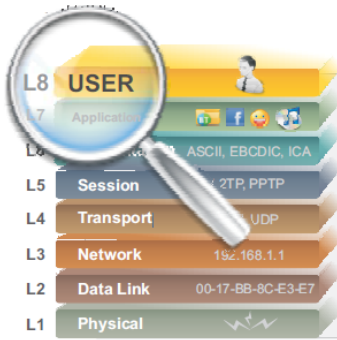 L8 USER
L7 Application
ASCII, EBCDIC, ICA
L5 Session 2TP, PPTP
L4 Transport UDP
L3 Network 192.168.1.1
L2 Data Link 00-17-BB-8C-E3-E7
L1 Physical